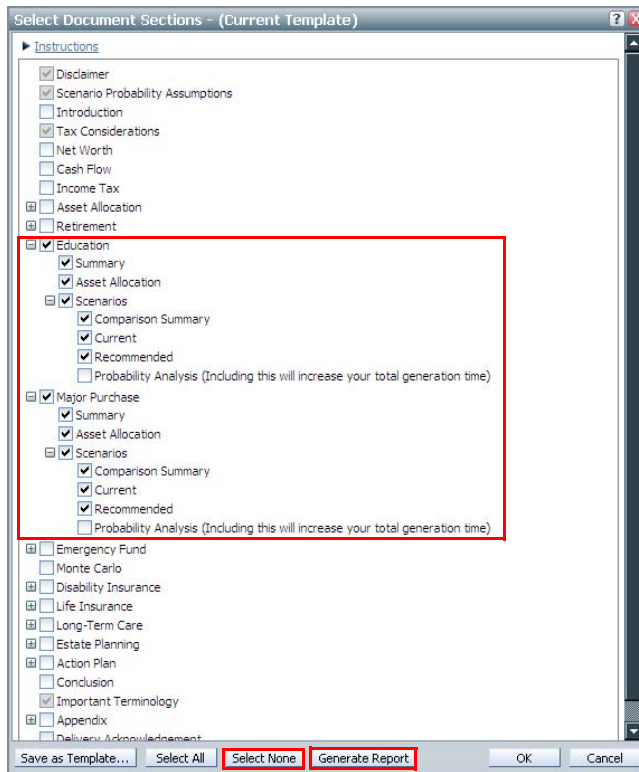 Select Document Sections - (Current Template)
Instructions
Disclaimer
Scenario Probability Assumptions
Introduction
Tax Considerations
Net Worth
Cash Flow
Income Tax
Asset Allocation
Retirement
Education
Summary
Asset Allocation
Scenarios
Comparison Summary
Current
Recommended
Probability Analysis (Including this will increase your total generation time)
Major Purchase
Summary
Asset Allocation
Scenarios
Comparison Summary
Current
Recommended
Probability Analysis (Including this will increase your total generation time)
Emergency Fund
Monte Carlo
Disability Insurance
Life Insurance
Long-Term Care
Estate Planning
Action Plan
Conclusion
Important Terminology
Appendix
Delivery Acknowledgement
Save as Template... Select All Select None Generate Report OK Cancel